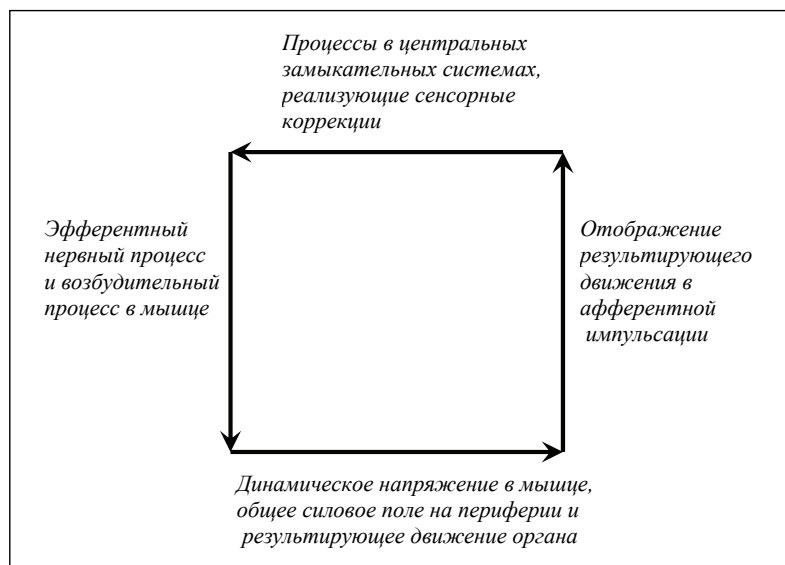 Процессы в центральных
замыкательных системах,
реализующие сенсорные
коррекции
Эфферентный
нервный процесс
и возбудительный
процесс в мышце
Отображение
результирующего
движения в
афферентной
импульсации
Динамическое напряжение в мышце,
общее силовое поле на периферии и
результирующее движение органа